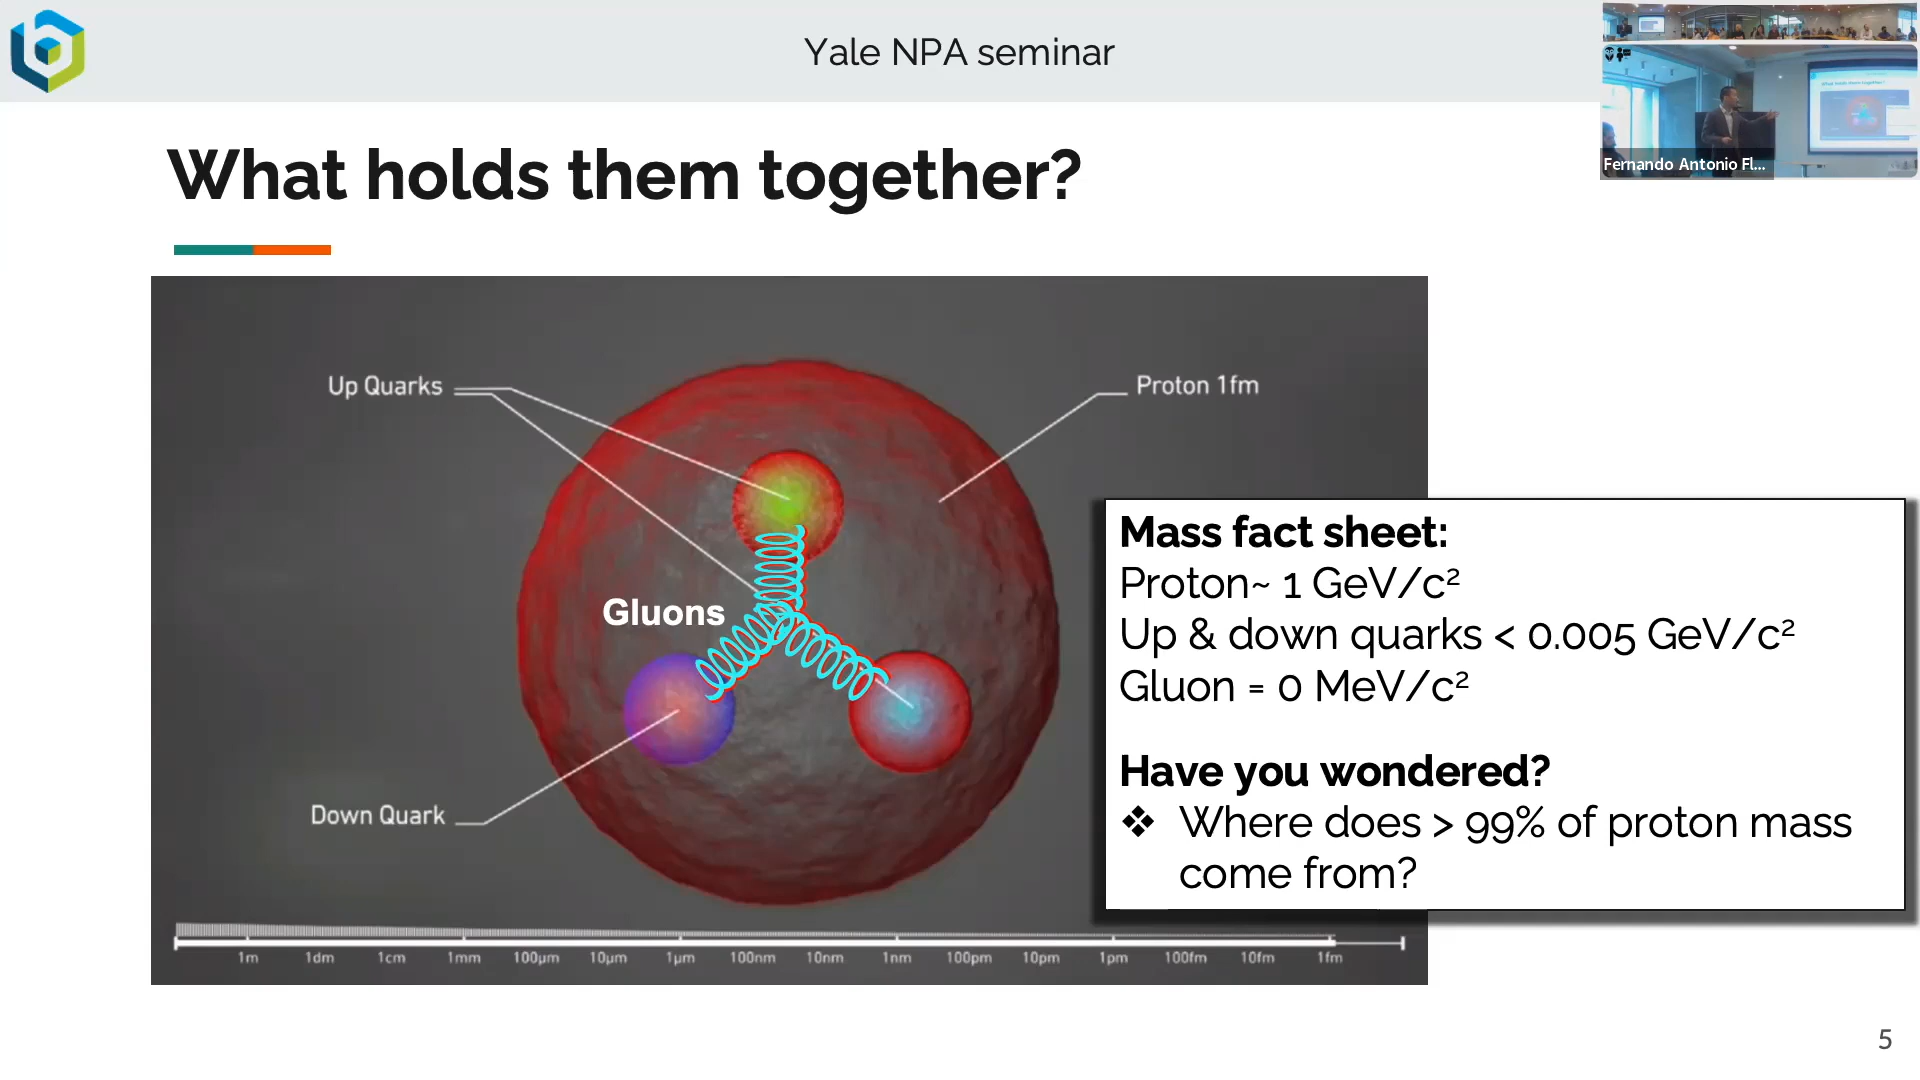 Yale NPA seminar
Fernando Antonio Fl...
What holds them together?
Up Quarks
Proton 1fm
Gluons
Down Quark
Mass fact sheet:
Proton~ 1 GeV/c²
Up & down quarks < 0.005 GeV/c²
Gluon = 0 MeV/c²
Have you wondered?
❖ Where does > 99% of proton mass
come from?
1m 1dm 1cm 1mm 100µm 10µm 1µm 100nm 10nm 1nm 100pm 10pm 1pm 100fm 10fm 1fm
5